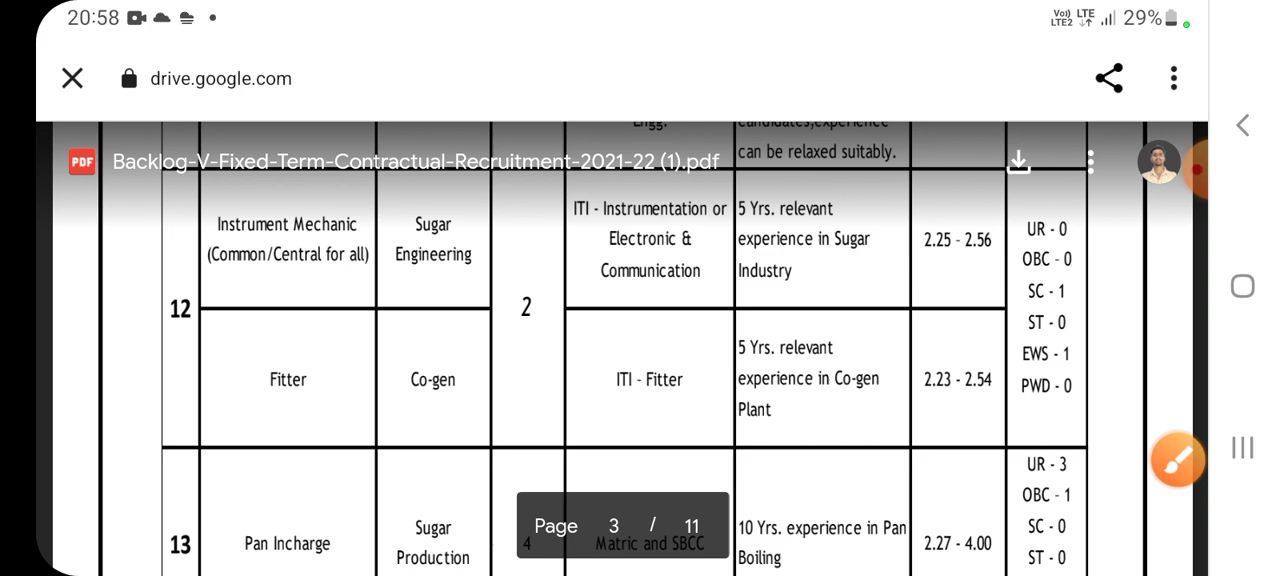 20:58
Vo)) LTE
LTE2 29%
drive.google.com
Engg.
candidates,experience
can be relaxed suitably.
PDF Backlog-V-Fixed-Term-Contractual-Recruitment-2021-22 (1).pdf
12
Instrument Mechanic
(Common/Central for all)
Sugar
Engineering
2
ITI - Instrumentation or
Electronic &
Communication
5 Yrs. relevant
experience in Sugar
Industry
2.25 - 2.56
UR - 0
OBC - 0
SC - 1
ST - 0
EWS - 1
PWD - 0
Fitter
Co-gen
ITI - Fitter
5 Yrs. relevant
experience in Co-gen
Plant
2.23 - 2.54
13
Pan Incharge
Sugar
Production
4
Matric and SBCC
10 Yrs. experience in Pan
Boiling
2.27 - 4.00
UR - 3
OBC - 1
SC - 0
ST - 0
Page 3 / 11